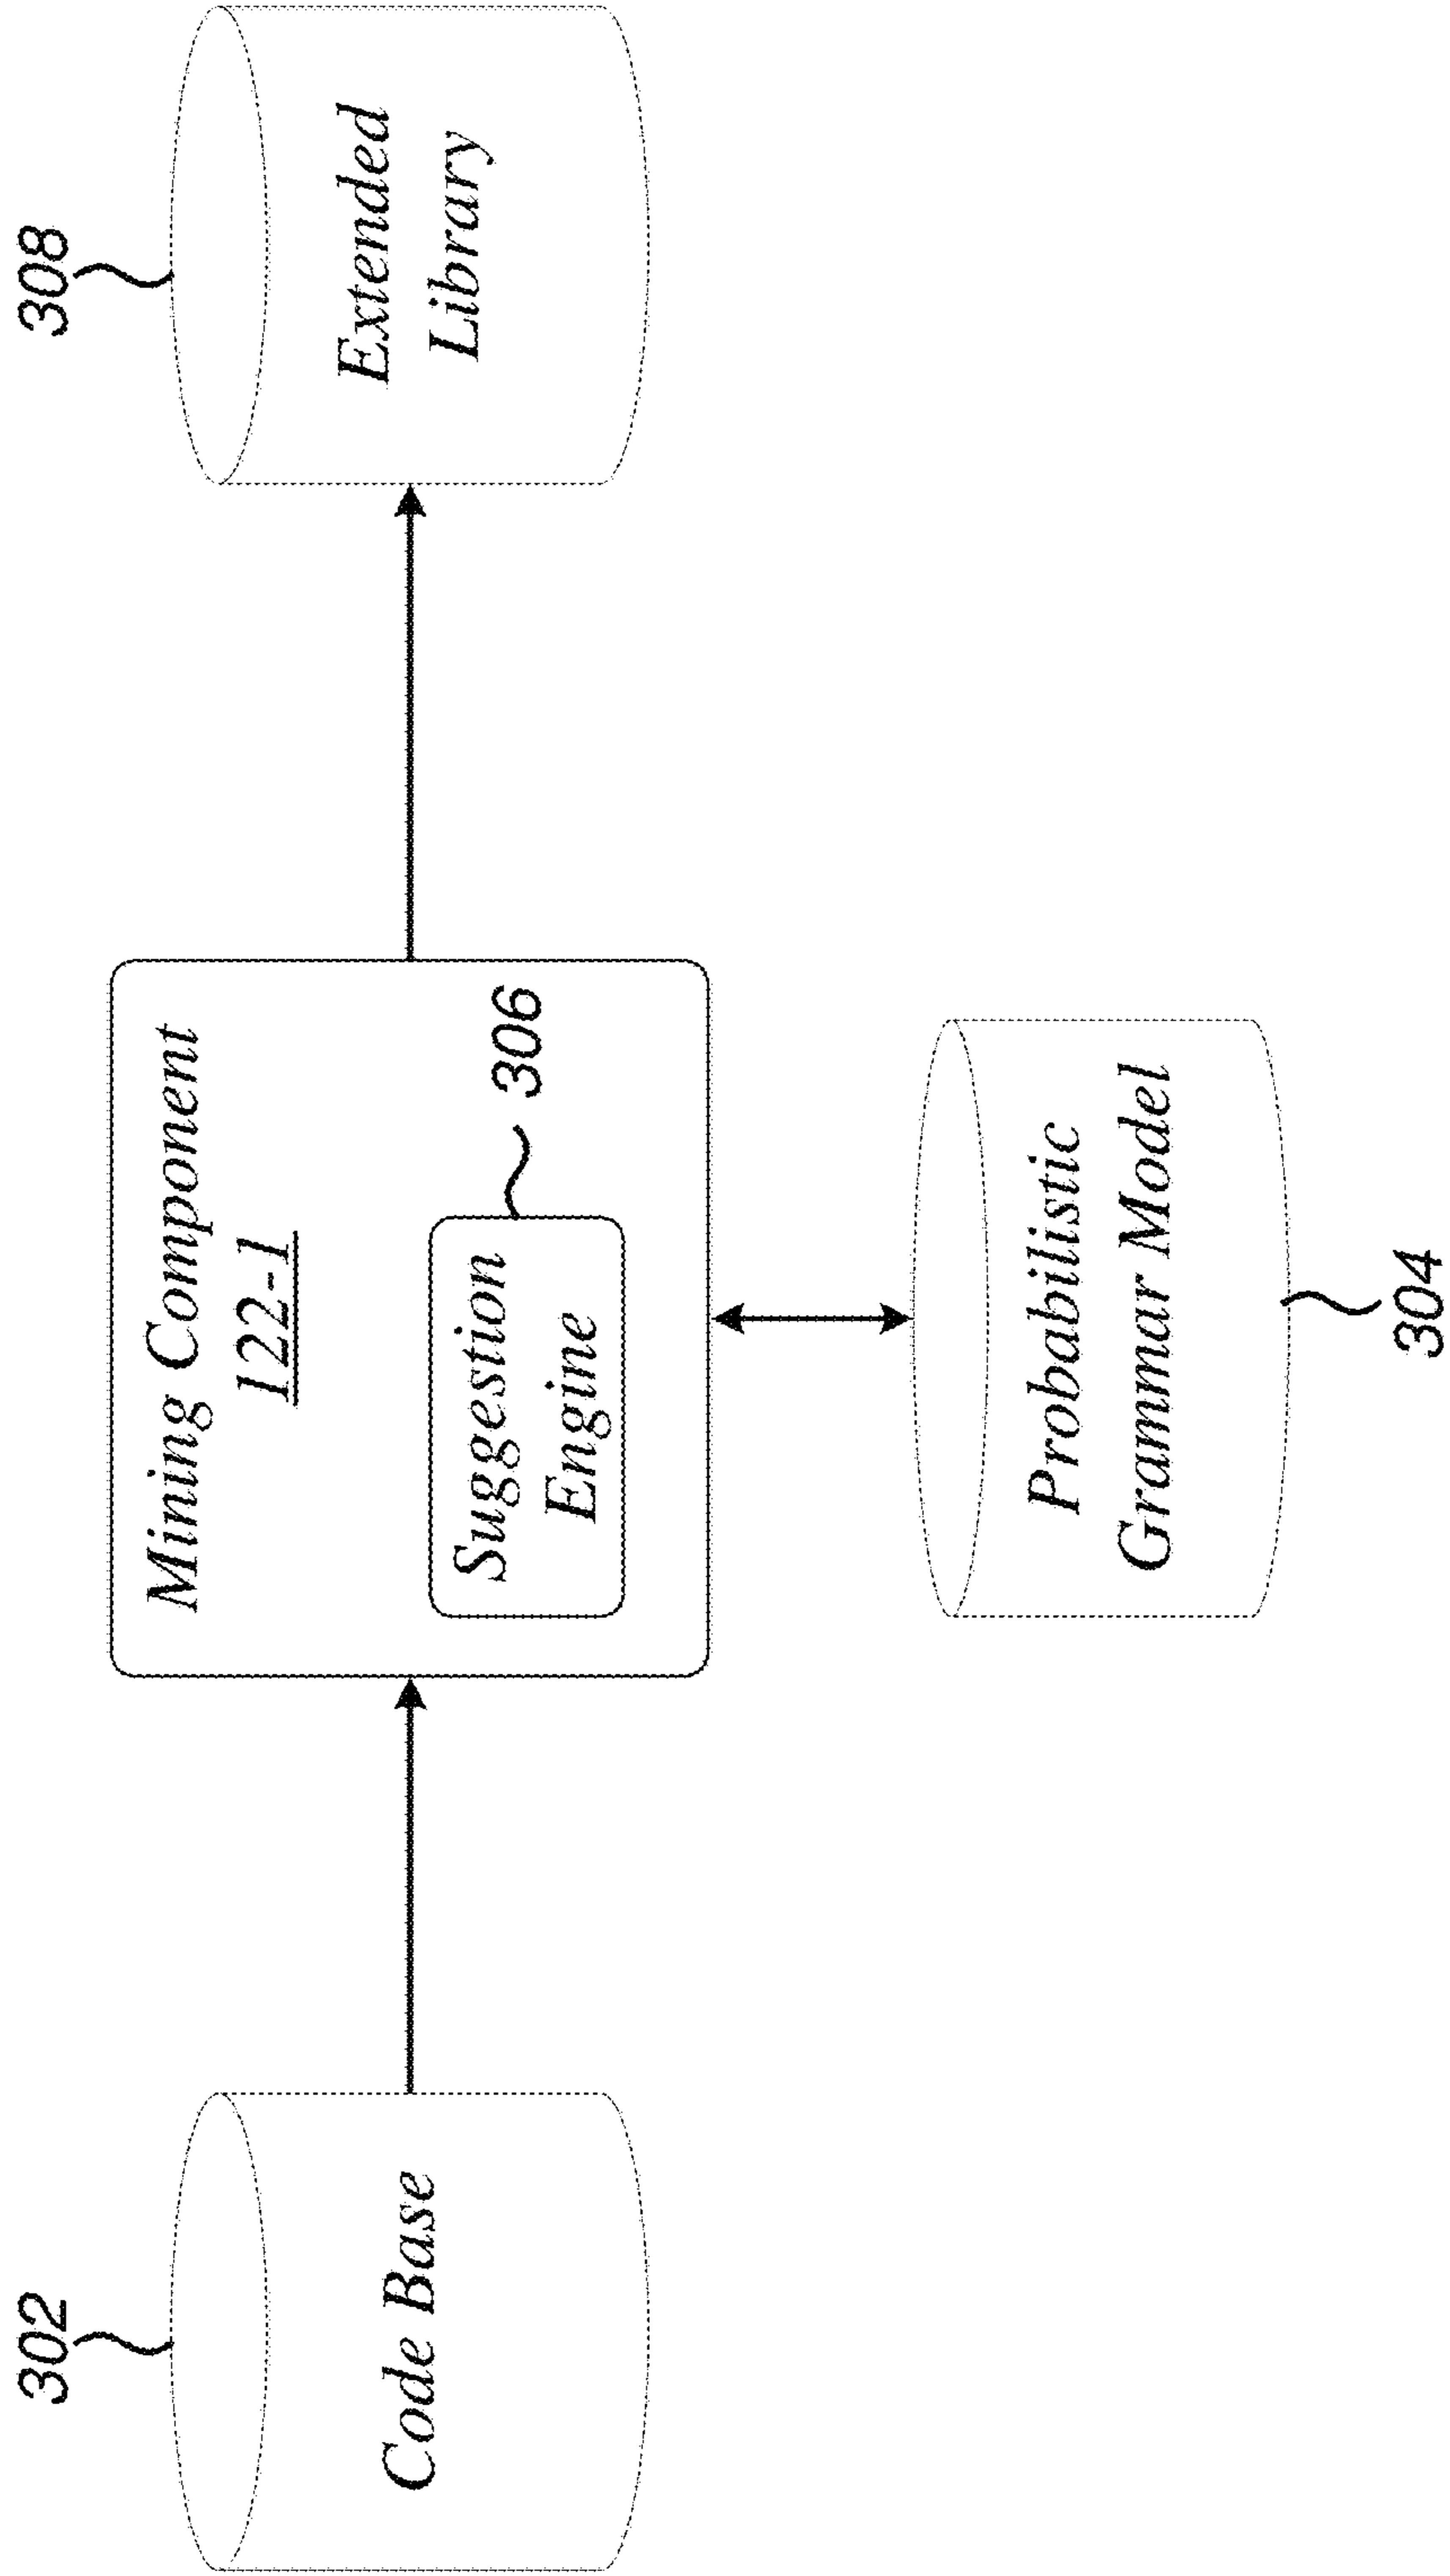 302
Code Base
Mining Component
122-1
Suggestion
Engine
306
308
Extended
Library
Probabilistic
Grammar Model
304